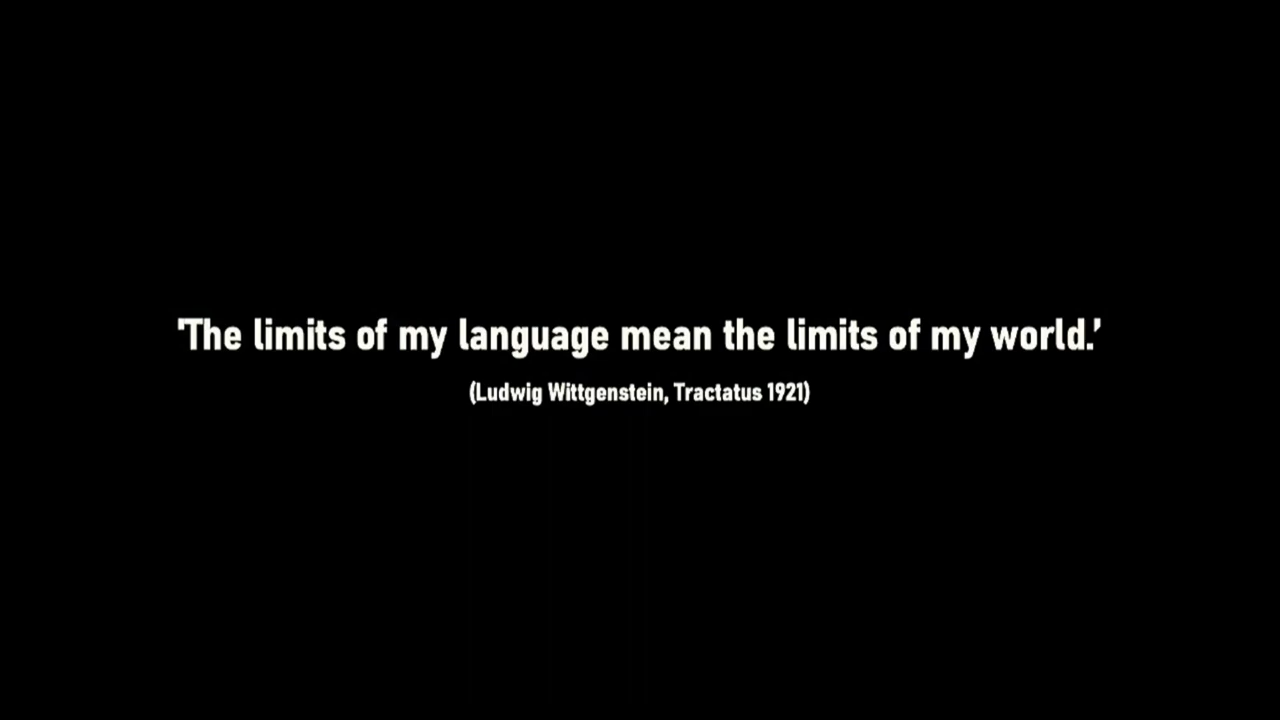 'The limits of my language mean the limits of my world.’
(Ludwig Wittgenstein, Tractatus 1921)